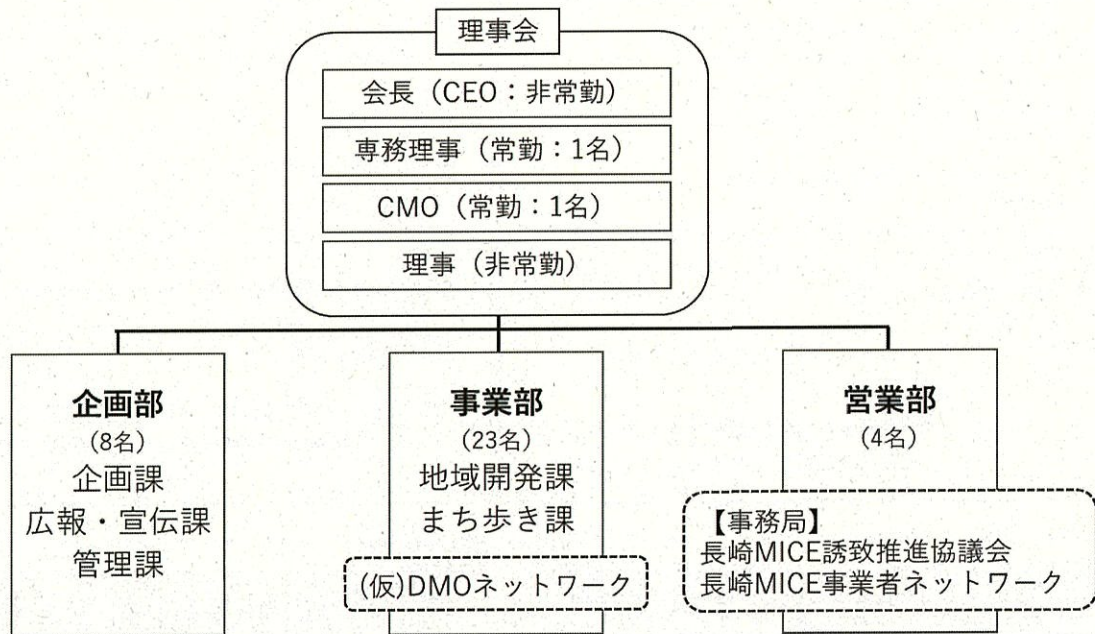 理事会
会長（CEO：非常勤）
専務理事（常勤：1名）
CMO（常勤：1名）
理事（非常勤）
企画部
(8名)
企画課
広報・宣伝課
管理課
事業部
(23名)
地域開発課
まち歩き課
(仮)DMOネットワーク
営業部
(4名)
【事務局】
長崎MICE誘致推進協議会
長崎MICE事業者ネットワーク